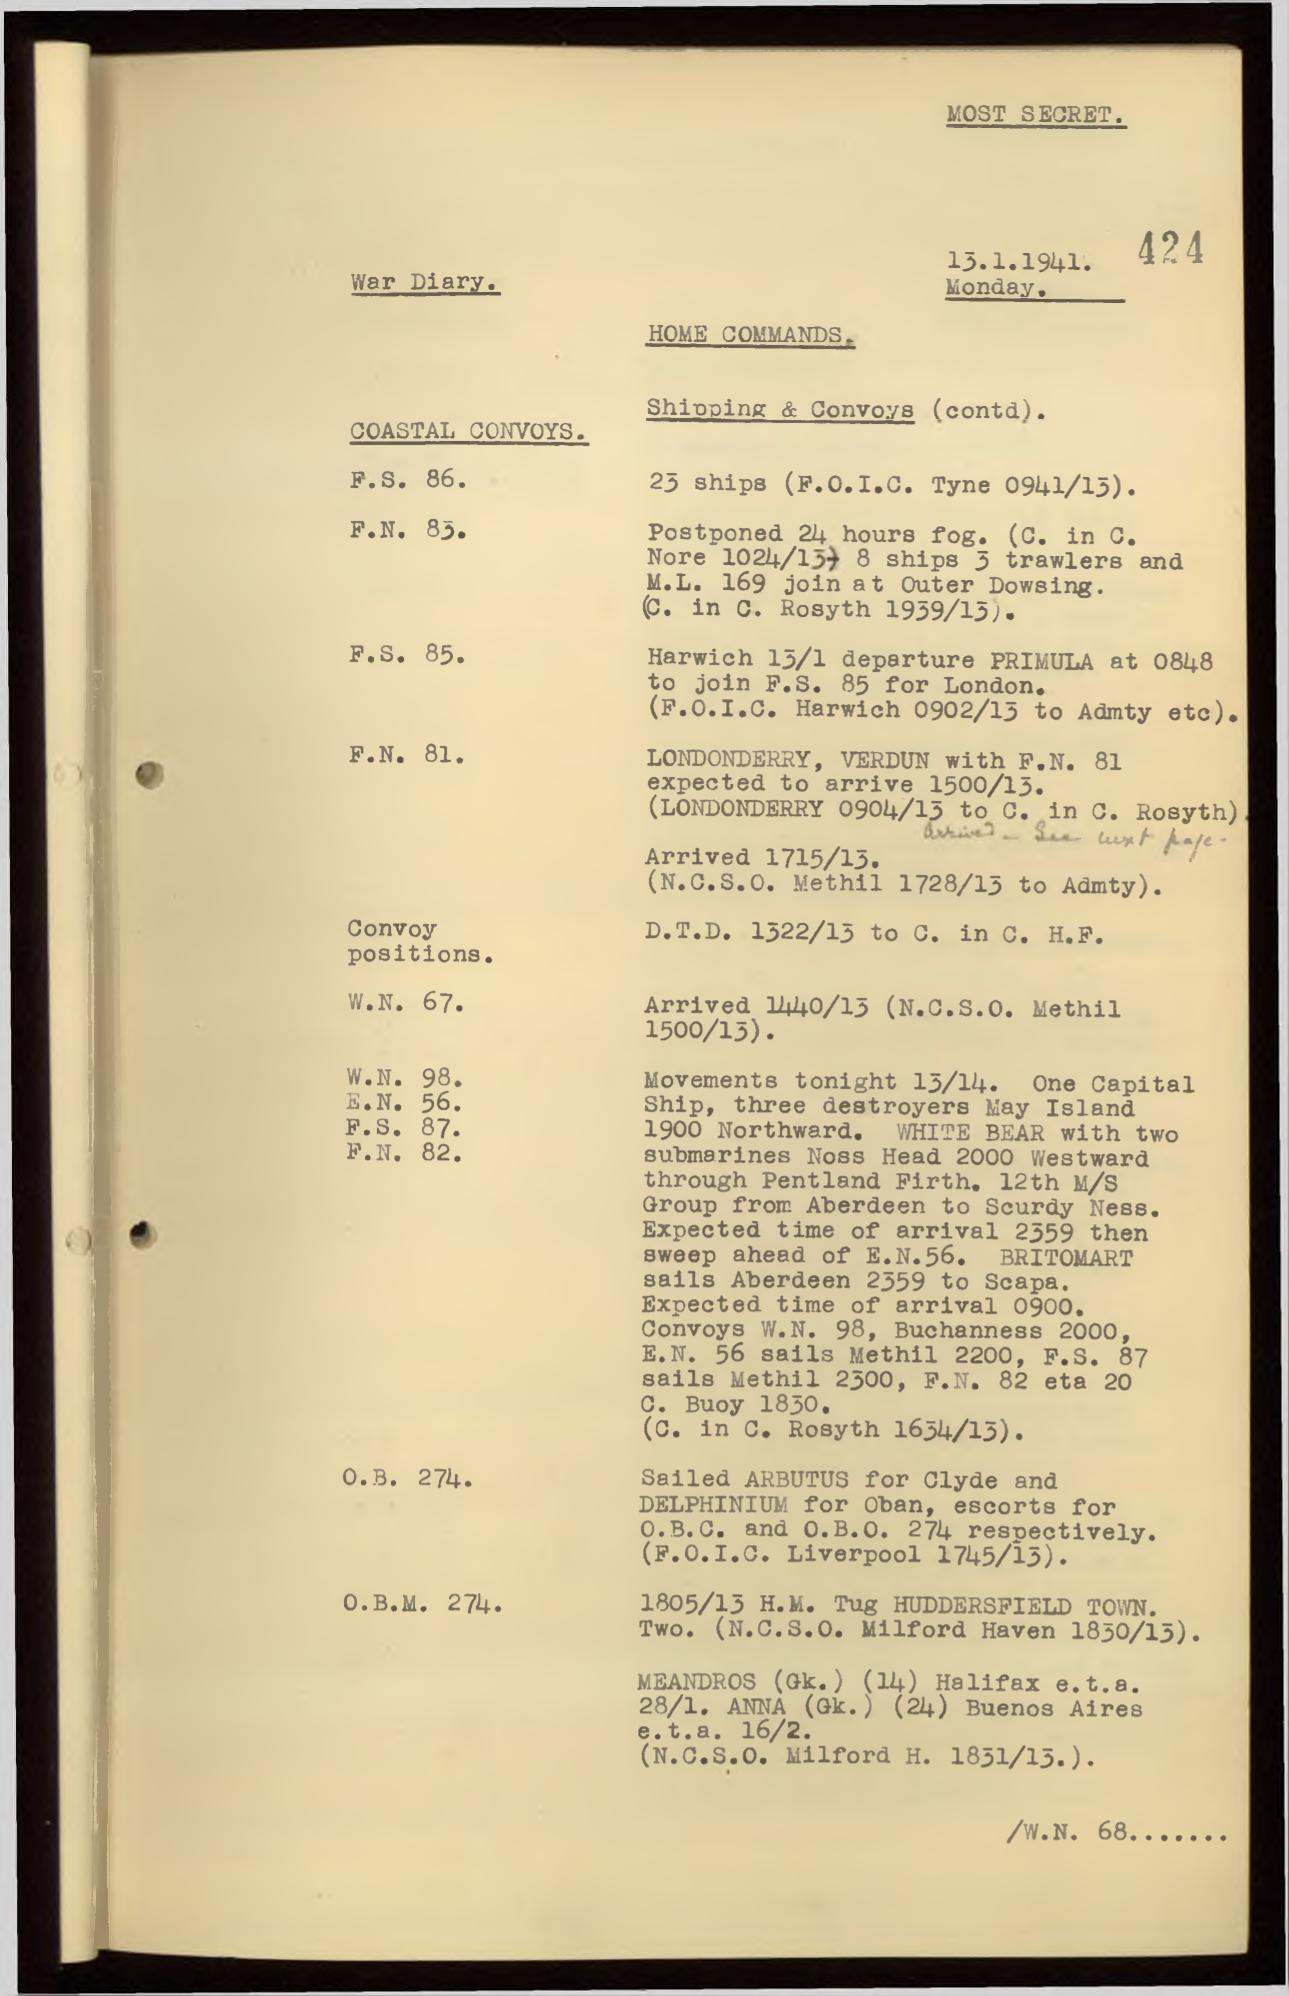 MOST SECRET.
424
13.1.1941.
War Diary.
Monday.
HOME COMMANDS.
Shipping & Convoys (contd).
COASTAL CONVOYS.
F.S. 86.
23 ships (F.O.I.C. Tyne 0941/13).
F.N. 83.
Postponed 24 hours fog. (C. in C.
Nore 1024/13) 8 ships 3 trawlers and
M.L. 169 join at Outer Dowsing.
(C. in C. Rosyth 1939/13).
F.S. 85.
Harwich 13/1 departure PRIMULA at 0848
to join F.S. 85 for London.
(F.O.I.C. Harwich 0902/13 to Admty etc).
F.N. 81.
LONDONDERRY, VERDUN with F.N. 81
expected to arrive 1500/13.
(LONDONDERRY 0904/13 to C. in C. Rosyth).
Arrived - See next page.
Arrived 1715/13.
(N.C.S.O. Methil 1728/13 to Admty).
Convoy
positions.
D.T.D. 1322/13 to C. in C. H.F.
W.N. 67.
Arrived 1440/13 (N.C.S.O. Methil
1500/13).
W.N. 98.
E.N. 56.
F.S. 87.
F.N. 82.
Movements tonight 13/14. One Capital
Ship, three destroyers May Island
1900 Northward. WHITE BEAR with two
submarines Noss Head 2000 Westward
through Pentland Firth. 12th M/S
Group from Aberdeen to Scurdy Ness.
Expected time of arrival 2359 then
sweep ahead of E.N.56. BRITOMART
sails Aberdeen 2359 to Scapa.
Expected time of arrival 0900.
Convoys W.N. 98, Buchanness 2000,
E.N. 56 sails Methil 2200, F.S. 87
sails Methil 2300, F.N. 82 eta 20
C. Buoy 1830.
(C. in C. Rosyth 1634/13).
O.B. 274.
Sailed ARBUTUS for Clyde and
DELPHINIUM for Oban, escorts for
O.B.C. and O.B.O. 274 respectively.
(F.O.I.C. Liverpool 1745/13).
O.B.M. 274.
1805/13 H.M. Tug HUDDERSFIELD TOWN.
Two. (N.C.S.O. Milford Haven 1830/13).
MEANDROS (Gk.) (14) Halifax e.t.a.
28/1. ANNA (Gk.) (24) Buenos Aires
e.t.a. 16/2.
(N.C.S.O. Milford H. 1831/13.).
/W.N. 68.......